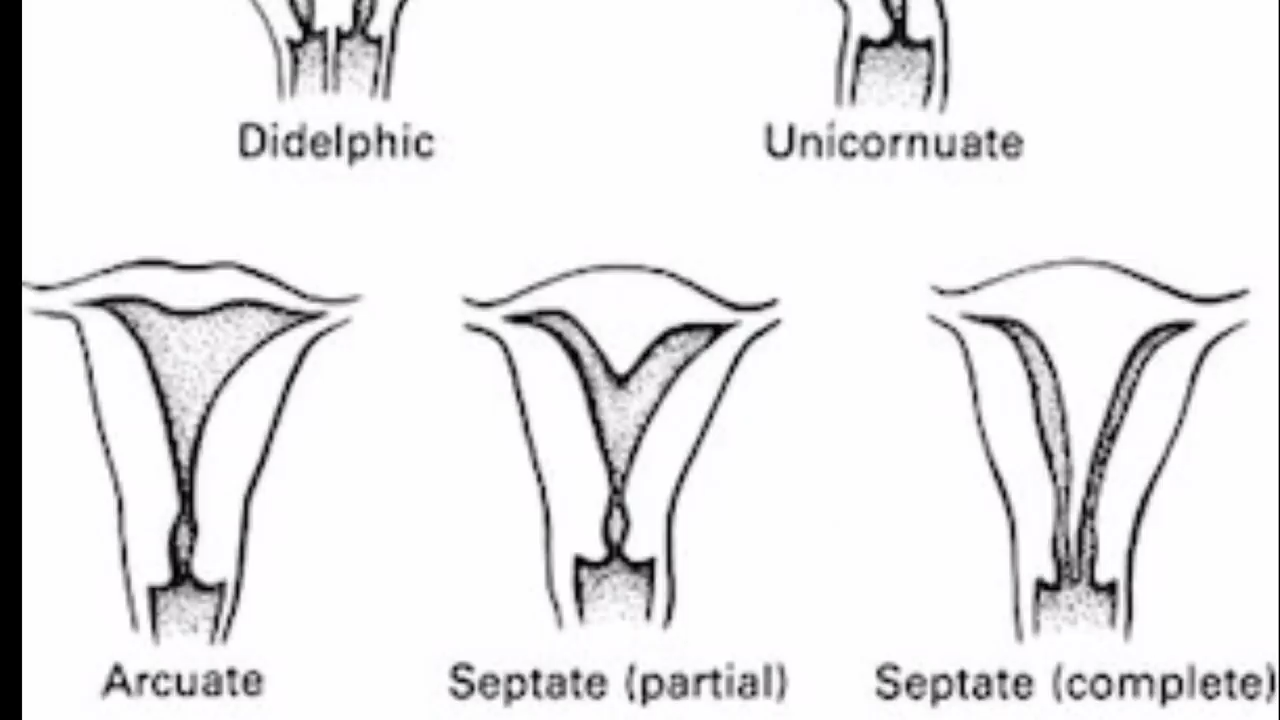 Didelphic
Unicornuate
Arcuate
Septate (partial)
Septate (complete)